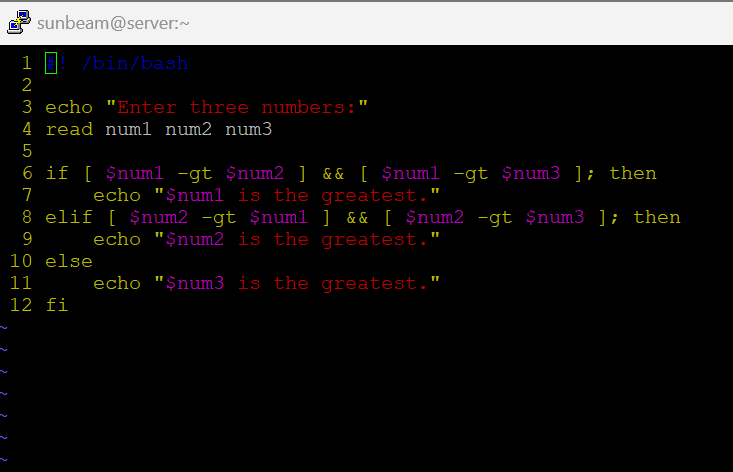 sunbeam@server:~
1 #! /bin/bash
2
3 echo "Enter three numbers:"
4 read num1 num2 num3
5
6 if [ $num1 -gt $num2 ] && [ $num1 -gt $num3 ]; then
7     echo "$num1 is the greatest."
8 elif [ $num2 -gt $num1 ] && [ $num2 -gt $num3 ]; then
9     echo "$num2 is the greatest."
10 else
11     echo "$num3 is the greatest."
12 fi
~
~
~
~
~
~
~